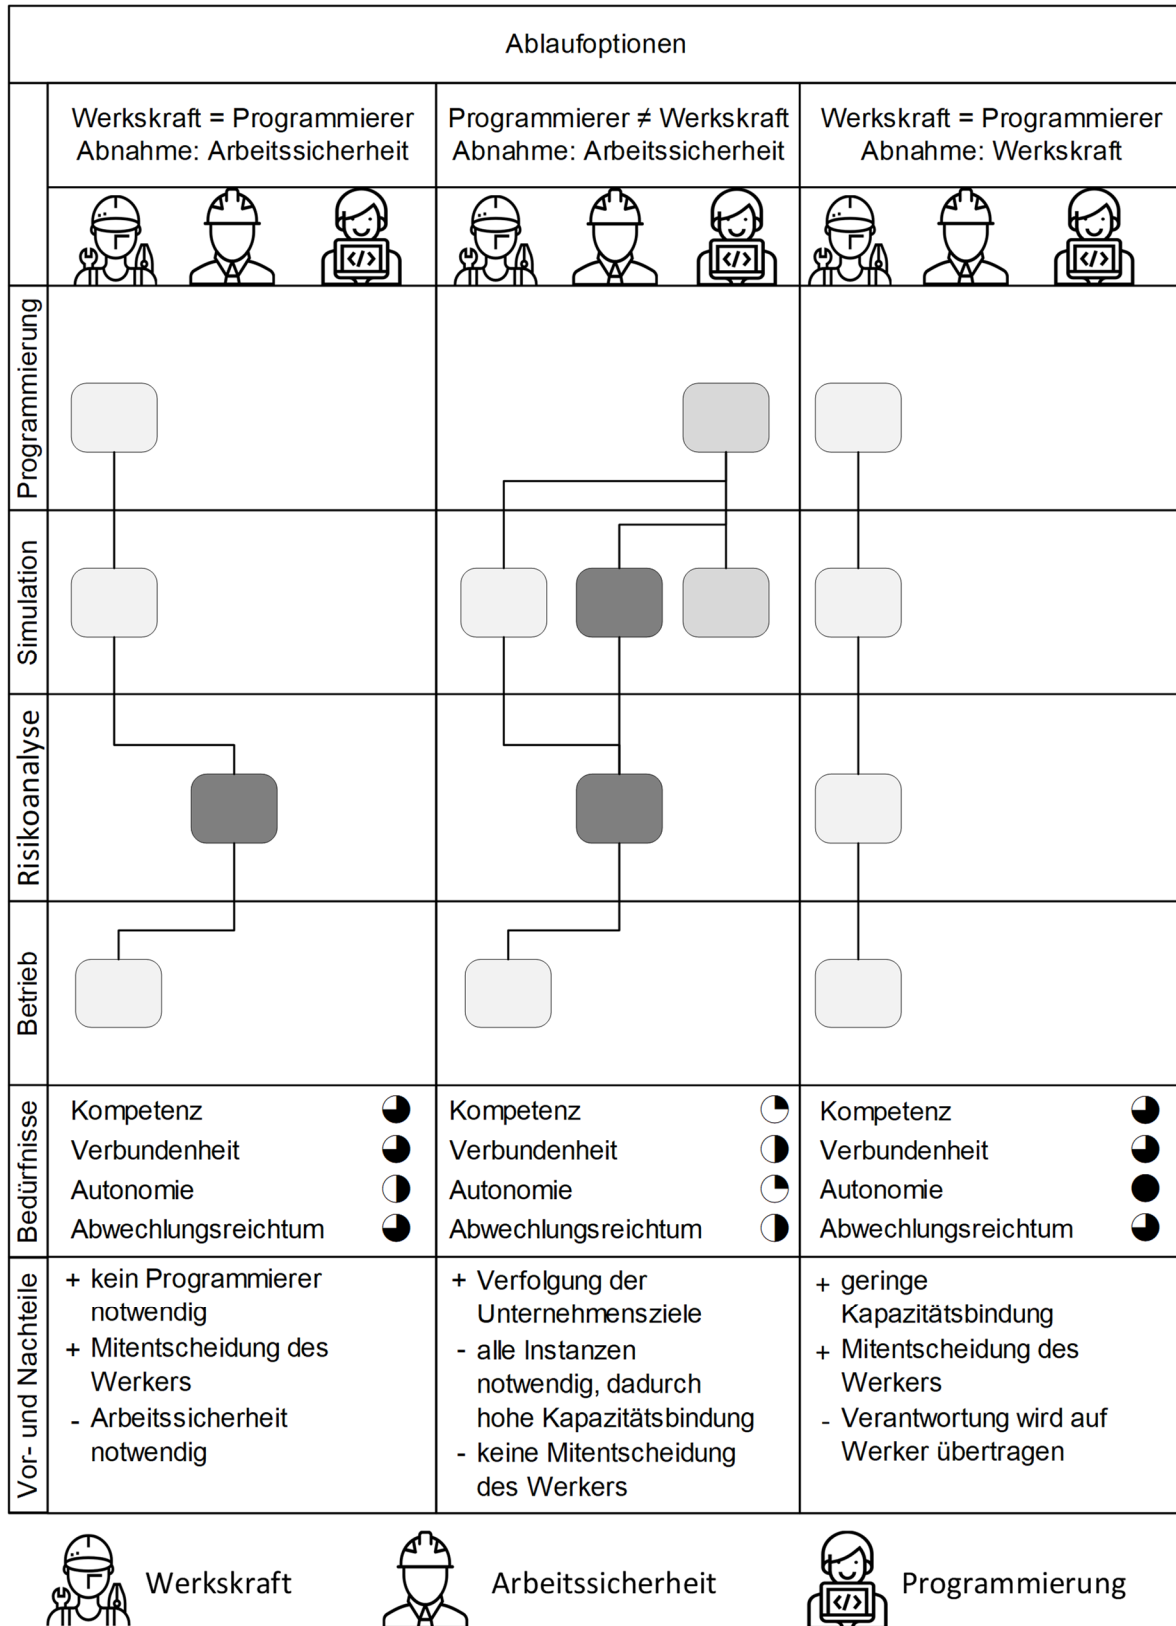 Ablaufoptionen
Werkskraft = Programmierer
Abnahme: Arbeitssicherheit
Programmierer ≠ Werkskraft
Abnahme: Arbeitssicherheit
Werkskraft = Programmierer
Abnahme: Werkskraft
</>
</>
</>
Programmierung
Simulation
Risikoanalyse
Betrieb
Bedürfnisse
Kompetenz
Verbundenheit
Autonomie
Abwechlungsreichtum
Kompetenz
Verbundenheit
Autonomie
Abwechlungsreichtum
Kompetenz
Verbundenheit
Autonomie
Abwechlungsreichtum
Vor- und Nachteile
+ kein Programmierer
notwendig
+ Mitentscheidung des
Werkers
- Arbeitssicherheit
notwendig
+ Verfolgung der
Unternehmensziele
- alle Instanzen
notwendig, dadurch
hohe Kapazitätsbindung
- keine Mitentscheidung
des Werkers
+ geringe
Kapazitätsbindung
+ Mitentscheidung des
Werkers
- Verantwortung wird auf
Werker übertragen
Werkskraft
Arbeitssicherheit
</>
Programmierung